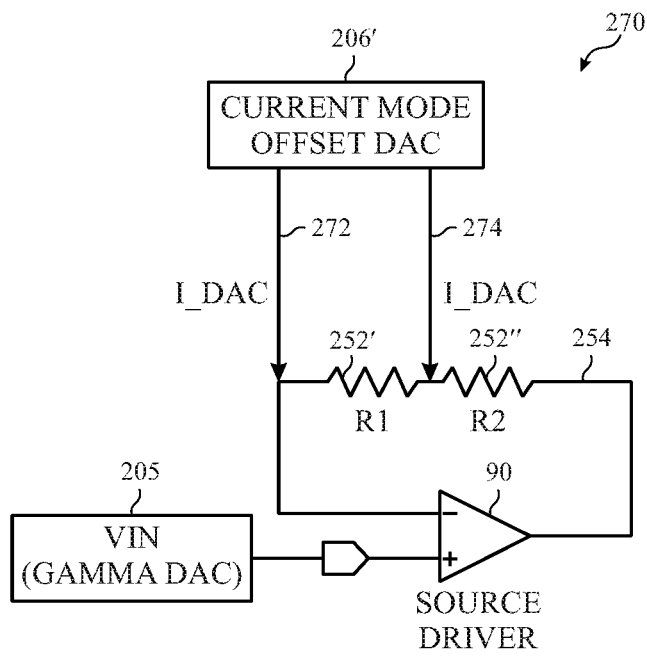 270
206′
CURRENT MODE
OFFSET DAC
272
274
I_DAC
I_DAC
252′
252″
254
R1
R2
205
90
VIN
(GAMMA DAC)
−
+
SOURCE
DRIVER